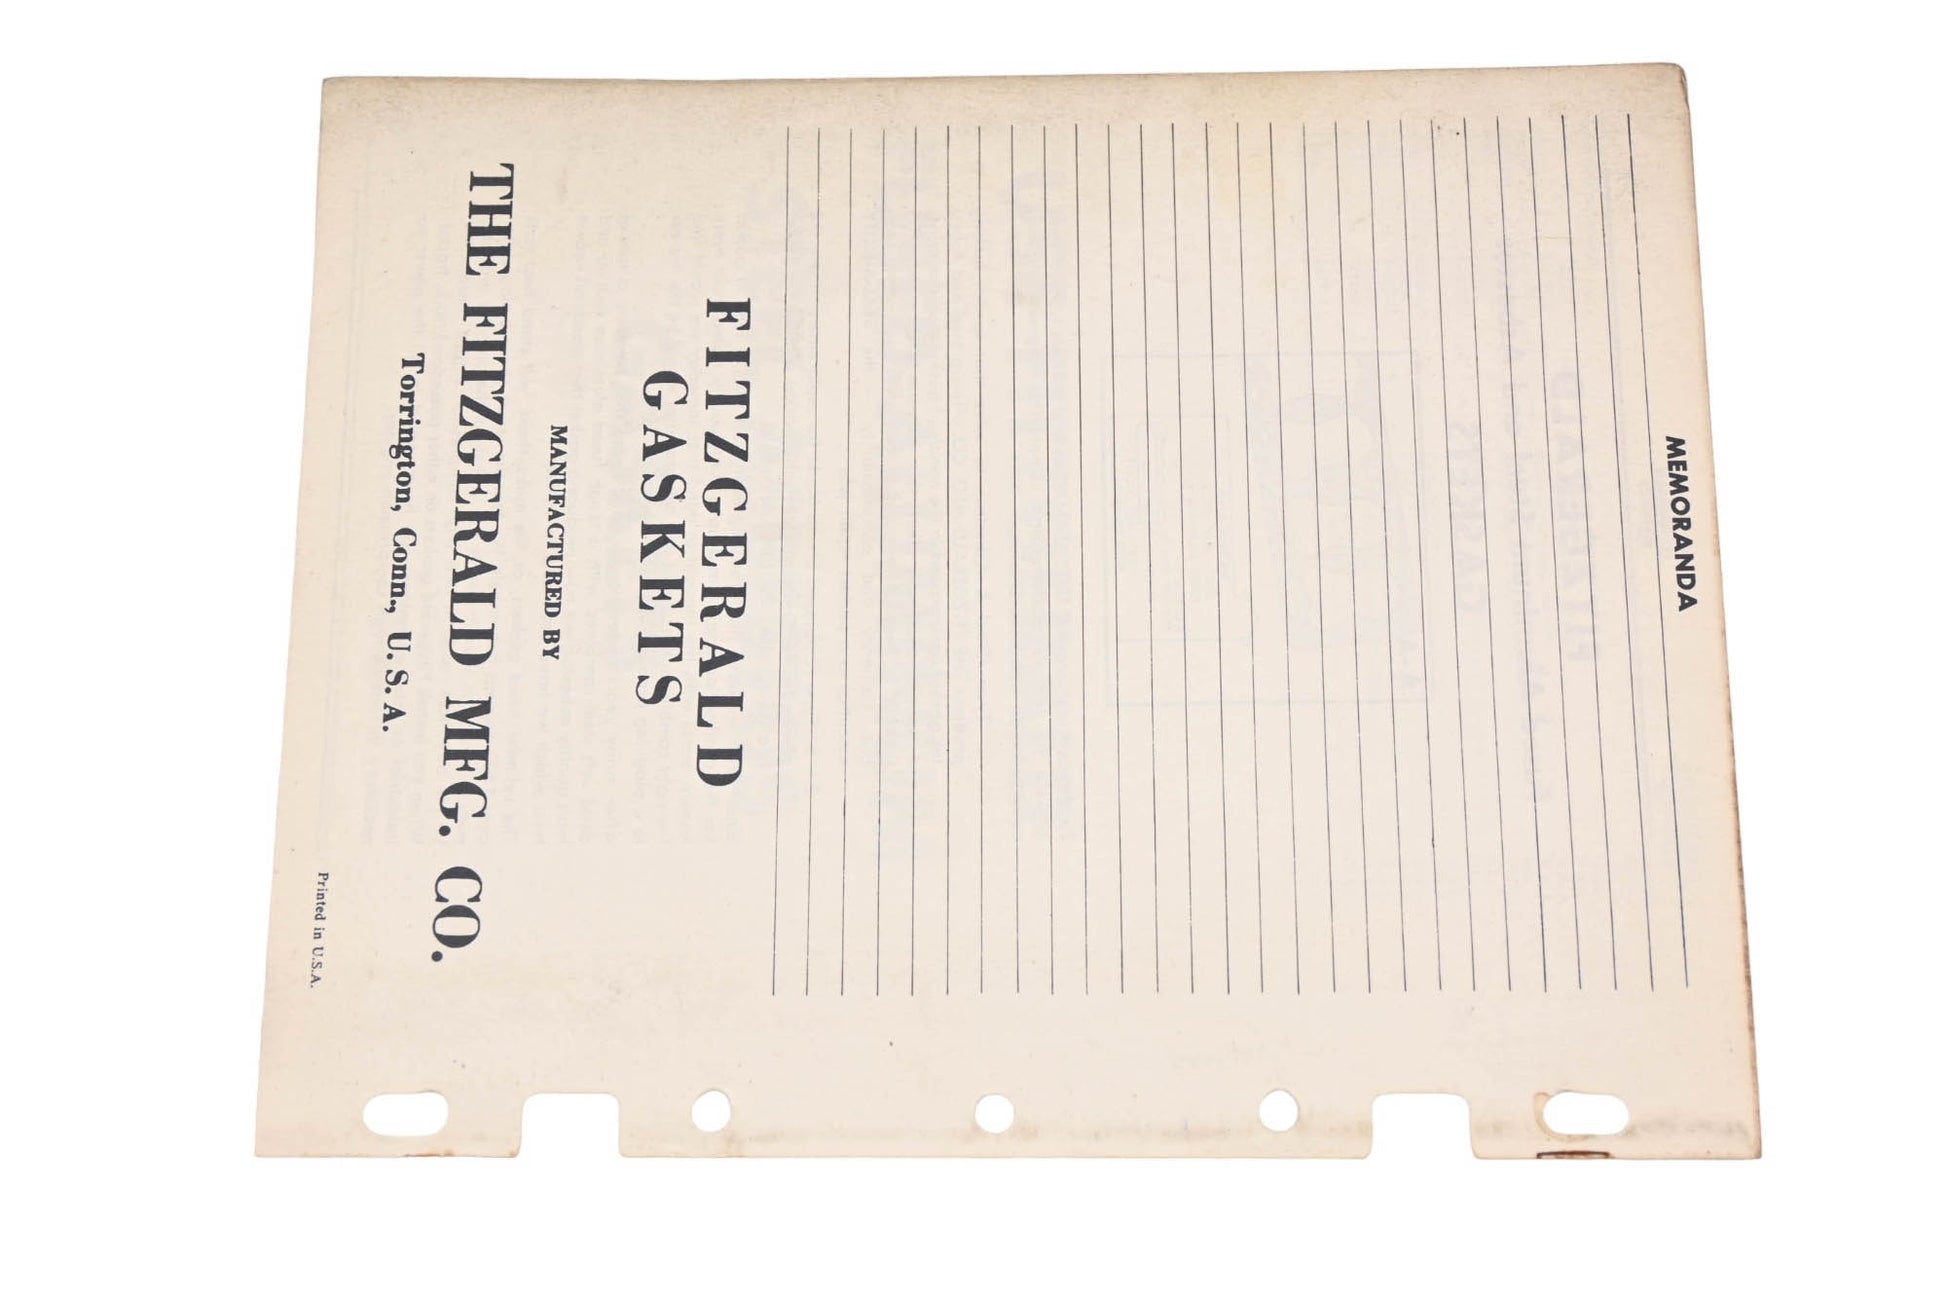 MEMORANDA
FITZGERALD
GASKETS
MANUFACTURED BY
THE FITZGERALD MFG. CO.
Torrington, Conn., U. S. A.
Printed in U.S.A.